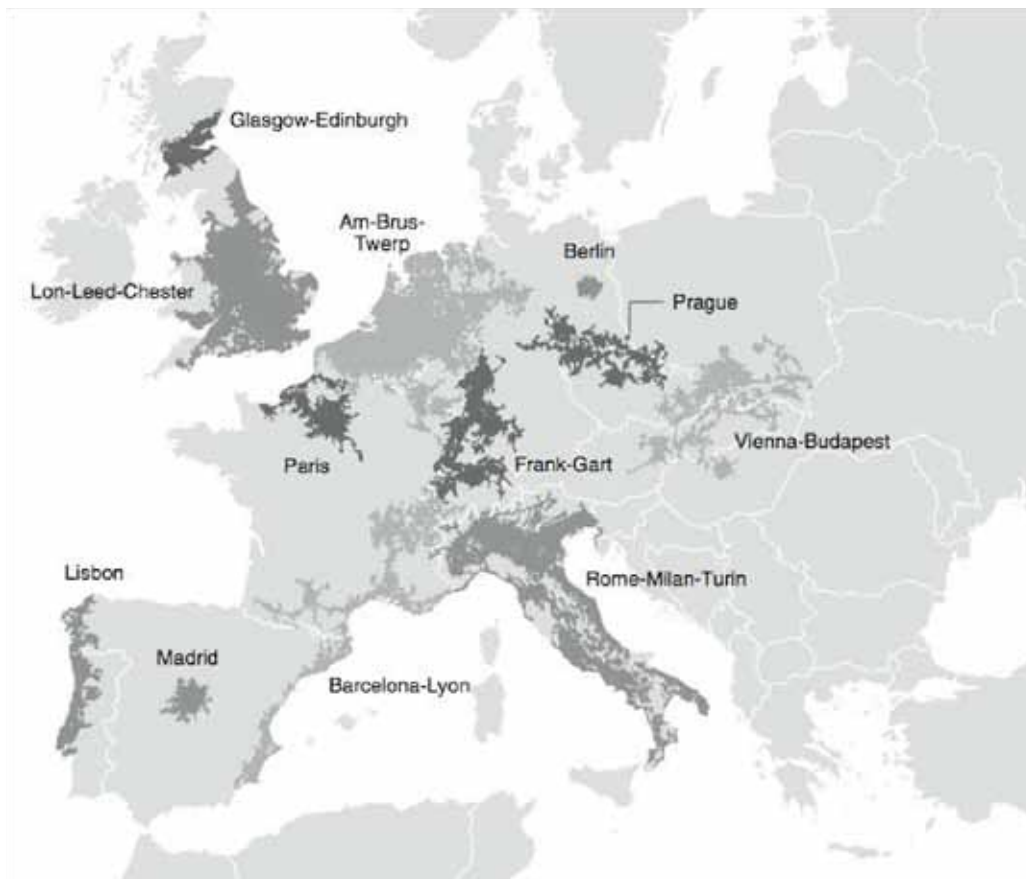 Glasgow-Edinburgh
Am-Brus-
Twerp
Berlin
Lon-Leed-Chester
Prague
Vienna-Budapest
Paris
Frank-Gart
Lisbon
Rome-Milan-Turin
Madrid
Barcelona-Lyon